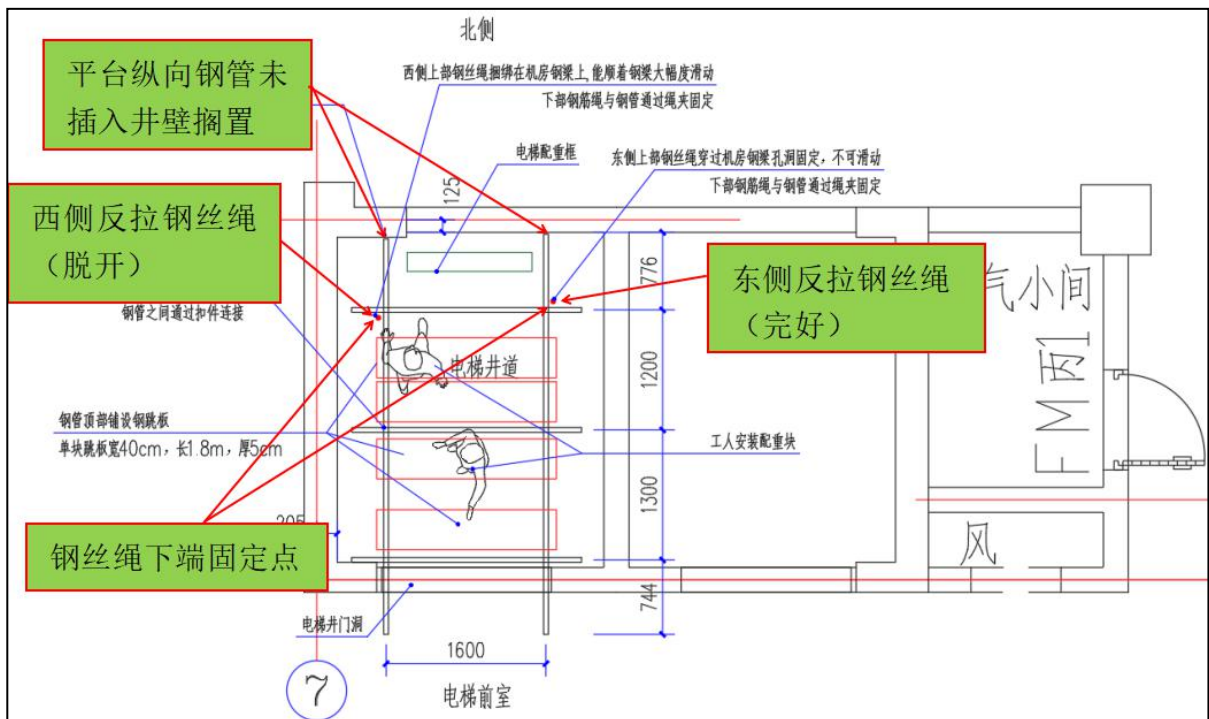 北侧
平台纵向钢管未
插入井壁搁置
西侧上部钢丝绳捆绑在机房钢梁上,能顺着钢梁大幅度滑动
下部钢筋绳与钢管通过绳夹固定
电梯配重框
东侧上部钢丝绳穿过机房钢梁孔洞固定，不可滑动
下部钢筋绳与钢管通过绳夹固定
125
西侧反拉钢丝绳
（脱开）
776
东侧反拉钢丝绳
（完好）
气小间
钢管之间通过扣件连接
电梯井道
1200
FM丙1
钢管顶部铺设钢跳板
单块跳板宽40cm，长1.8m，厚5cm
工人安装配重块
1300
钢丝绳下端固定点
风
744
电梯井门洞
1600
7
电梯前室